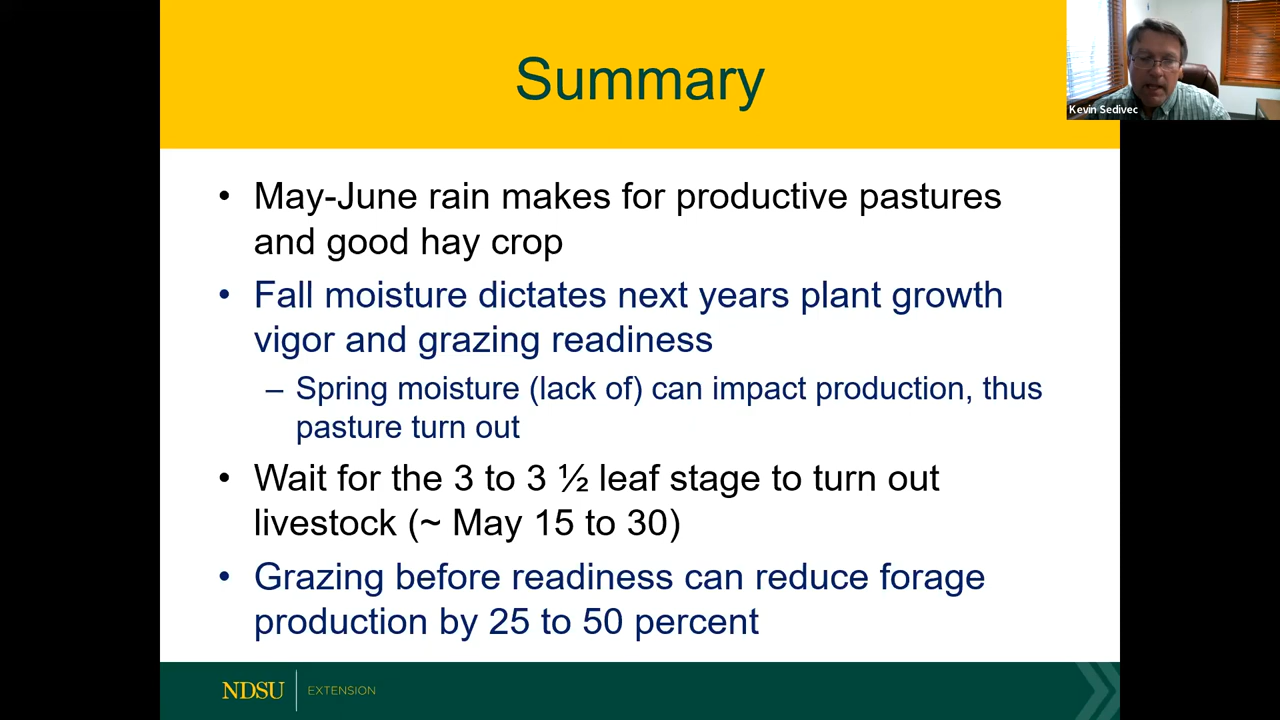 Summary
Kevin Sedivec
• May-June rain makes for productive pastures
and good hay crop
• Fall moisture dictates next years plant growth
vigor and grazing readiness
– Spring moisture (lack of) can impact production, thus
pasture turn out
• Wait for the 3 to 3 ½ leaf stage to turn out
livestock (~ May 15 to 30)
• Grazing before readiness can reduce forage
production by 25 to 50 percent
NDSU EXTENSION